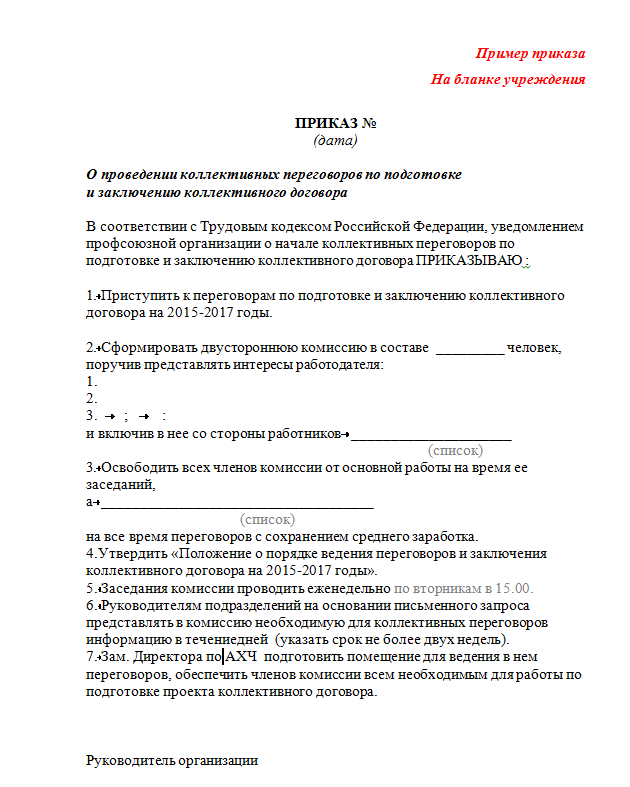 Пример приказа
На бланке учреждения
ПРИКАЗ №
(дата)
О проведении коллективных переговоров по подготовке
и заключению коллективного договора
В соответствии с Трудовым кодексом Российской Федерации, уведомлением
профсоюзной организации о начале коллективных переговоров по
подготовке и заключению коллективного договора ПРИКАЗЫВАЮ :
1. Приступить к переговорам по подготовке и заключению коллективного
договора на 2015-2017 годы.
2. Сформировать двустороннюю комиссию в составе _________ человек,
поручив представлять интересы работодателя:
1.
2.
3. → ; → :
и включив в нее со стороны работников _____________________
(список)
3. Освободить всех членов комиссии от основной работы на время ее
заседаний,
а ____________________________________
(список)
на все время переговоров с сохранением среднего заработка.
4.Утвердить «Положение о порядке ведения переговоров и заключения
коллективного договора на 2015-2017 годы».
5. Заседания комиссии проводить еженедельно по вторникам в 15.00.
6. Руководителям подразделений на основании письменного запроса
представлять в комиссию необходимую для коллективных переговоров
информацию в течениедней (указать срок не более двух недель).
7. Зам. Директора по АХЧ подготовить помещение для ведения в нем
переговоров, обеспечить членов комиссии всем необходимым для работы по
подготовке проекта коллективного договора.
Руководитель организации